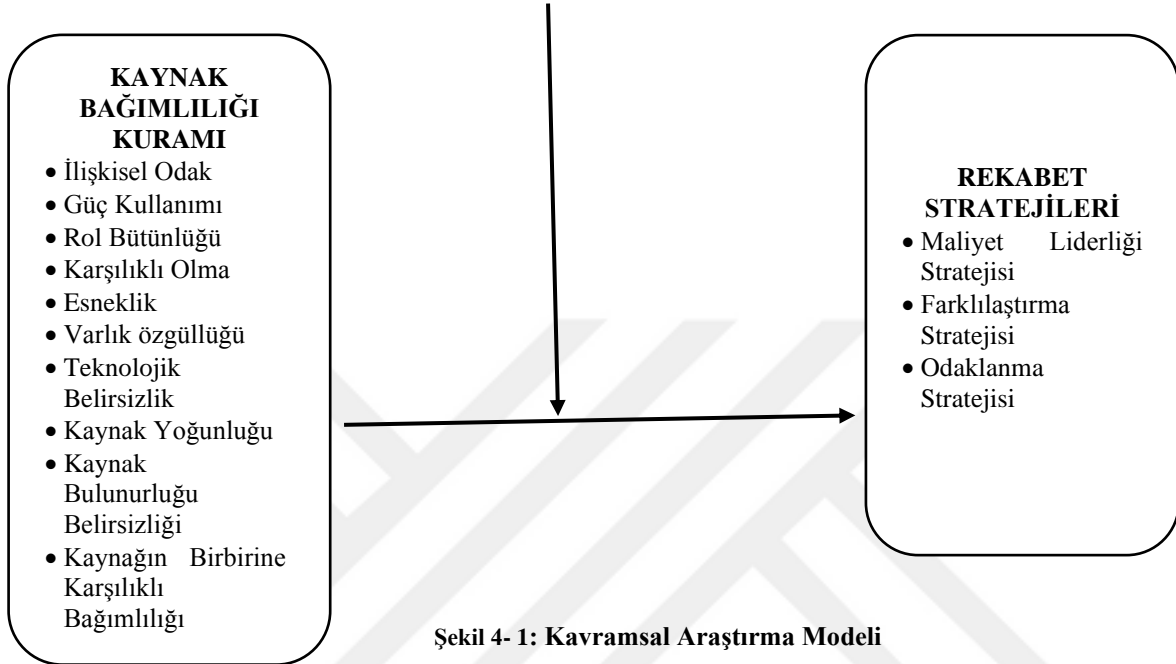 KAYNAK
BAĞIMLILIĞI
KURAMI
• İlişkisel Odak
• Güç Kullanımı
• Rol Bütünlüğü
• Karşılıklı Olma
• Esneklik
• Varlık özgüllüğü
• Teknolojik
Belirsizlik
• Kaynak Yoğunluğu
• Kaynak
Bulunurluğu
Belirsizliği
• Kaynağın Birbirine
Karşılıklı
Bağımlılığı
REKABET
STRATEJİLERİ
• Maliyet Liderliği
Stratejisi
• Farklılaştırma
Stratejisi
• Odaklanma
Stratejisi
Şekil 4- 1: Kavramsal Araştırma Modeli